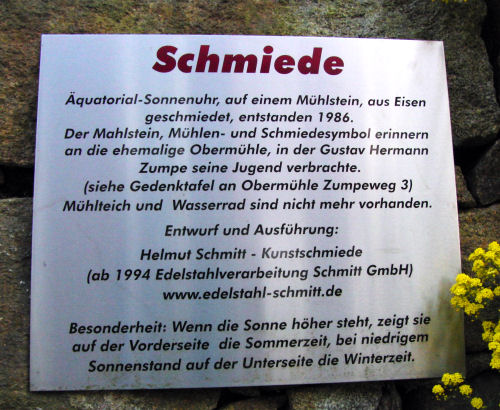 Schmiede
Äquatorial-Sonnenuhr, auf einem Mühlstein, aus Eisen
geschmiedet, entstanden 1986.
Der Mahlstein, Mühlen- und Schmiedesymbol erinnern
an die ehemalige Obermühle, in der Gustav Hermann
Zumpe seine Jugend verbrachte.
(siehe Gedenktafel an Obermühle Zumpeweg 3)
Mühlteich und Wasserrad sind nicht mehr vorhanden.
Entwurf und Ausführung:
Helmut Schmitt - Kunstschmiede
(ab 1994 Edelstahlverarbeitung Schmitt GmbH)
www.edelstahl-schmitt.de
Besonderheit: Wenn die Sonne höher steht, zeigt sie
auf der Vorderseite die Sommerzeit, bei niedrigem
Sonnenstand auf der Unterseite die Winterzeit.